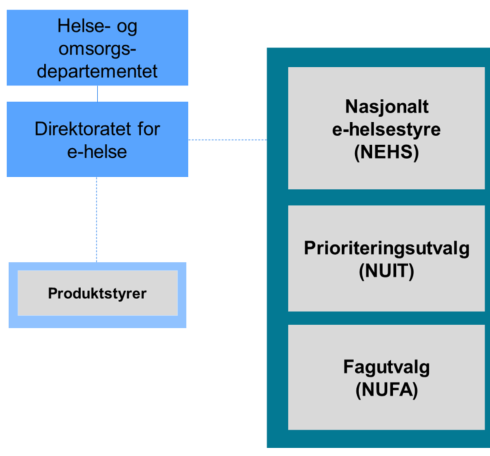 Helse- og
omsorgs-
departementet
Direktoratet for
e-helse
Produktstyrer
Nasjonalt
e-helsestyre
(NEHS)
Prioriteringsutvalg
(NUIT)
Fagutvalg
(NUFA)